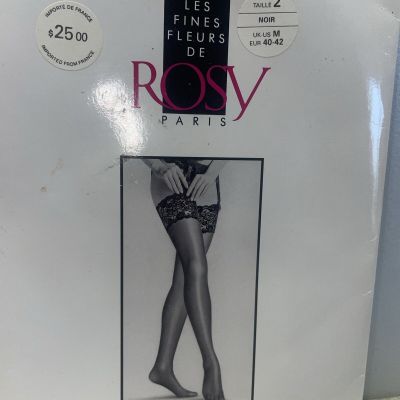 IMPORTÉ DE FRANCE
$25.00
IMPORTED FROM FRANCE
LES
FINES
FLEURS
DE
ROSY
PARIS
TAILLE 2
NOIR
UK-US M
EUR 40-42